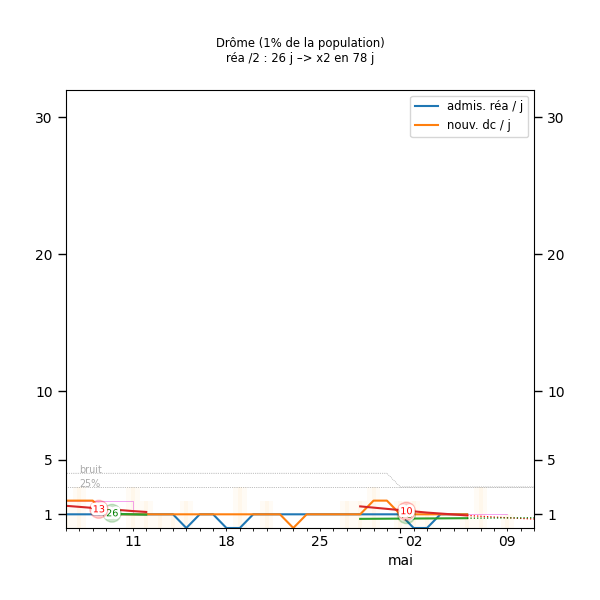 Drôme (1% de la population)
réa /2 : 26 j –> x2 en 78 j
admis. réa / j
nouv. dc / j
30 30
20 20
10 10
5 5
bruit
25%
13 26 10
1 1
11 18 25 - 02 09
mai